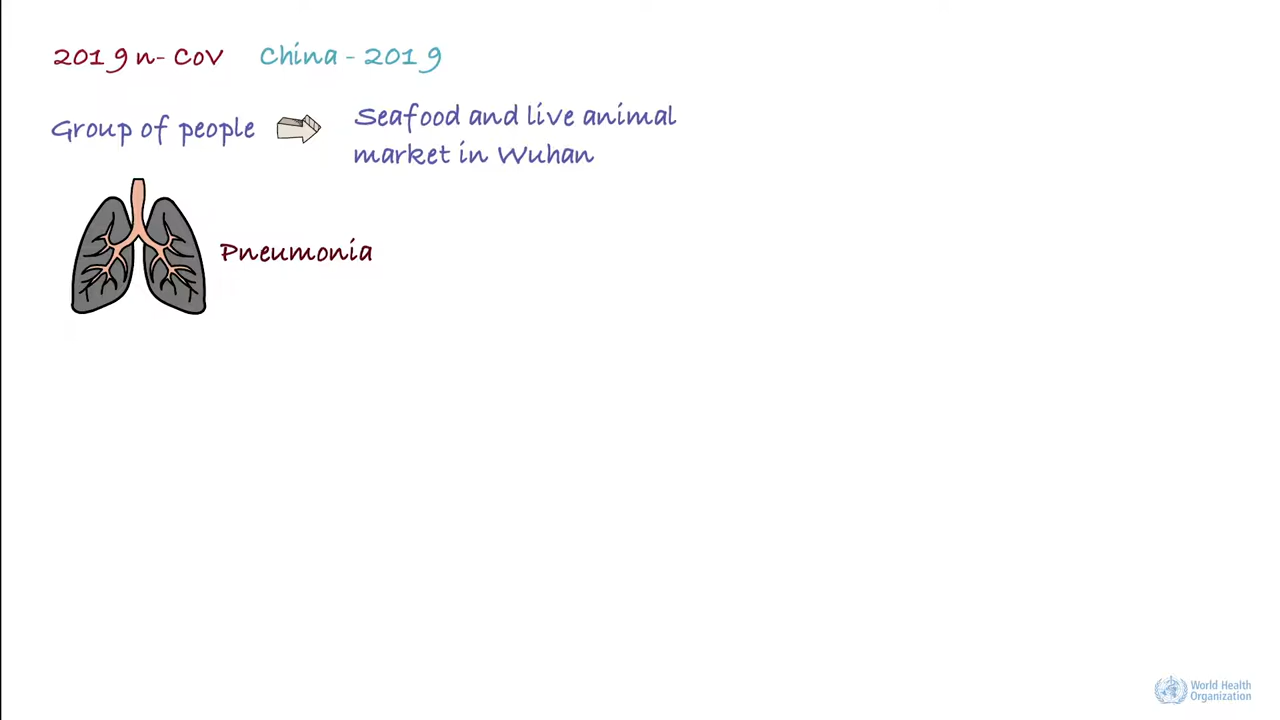 2019 n- CoV China - 2019
Group of people Seafood and live animal
market in Wuhan
Pneumonia
World Health
Organization